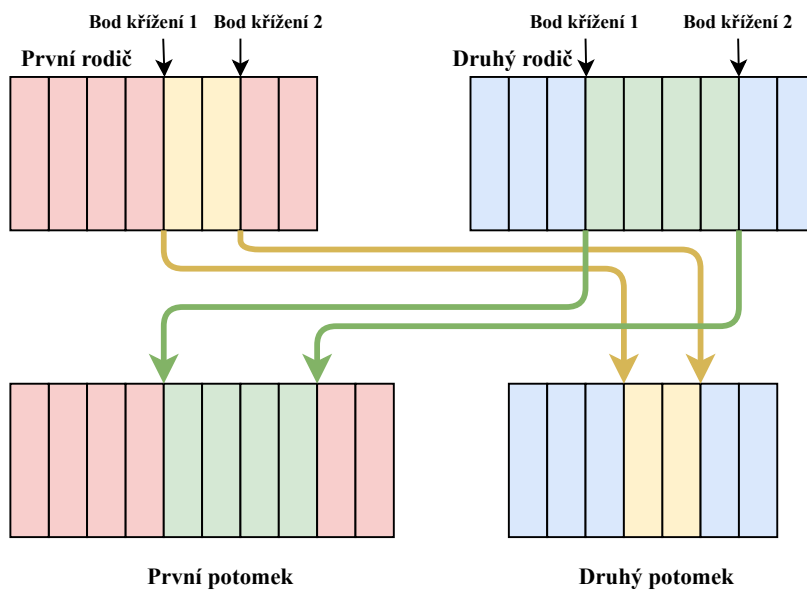 Bod křížení 1
Bod křížení 2
První rodič
Bod křížení 1
Bod křížení 2
Druhý rodič
První potomek
Druhý potomek